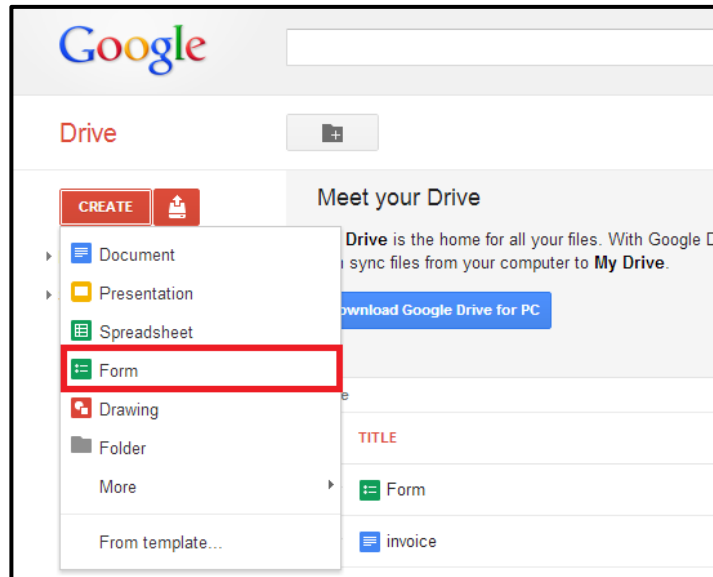 Google
Drive
CREATE
Meet your Drive
Drive is the home for all your files. With Google
sync files from your computer to My Drive.
Download Google Drive for PC
Document
Presentation
Spreadsheet
Form
Drawing
Folder
More
From template...
TITLE
Form
invoice